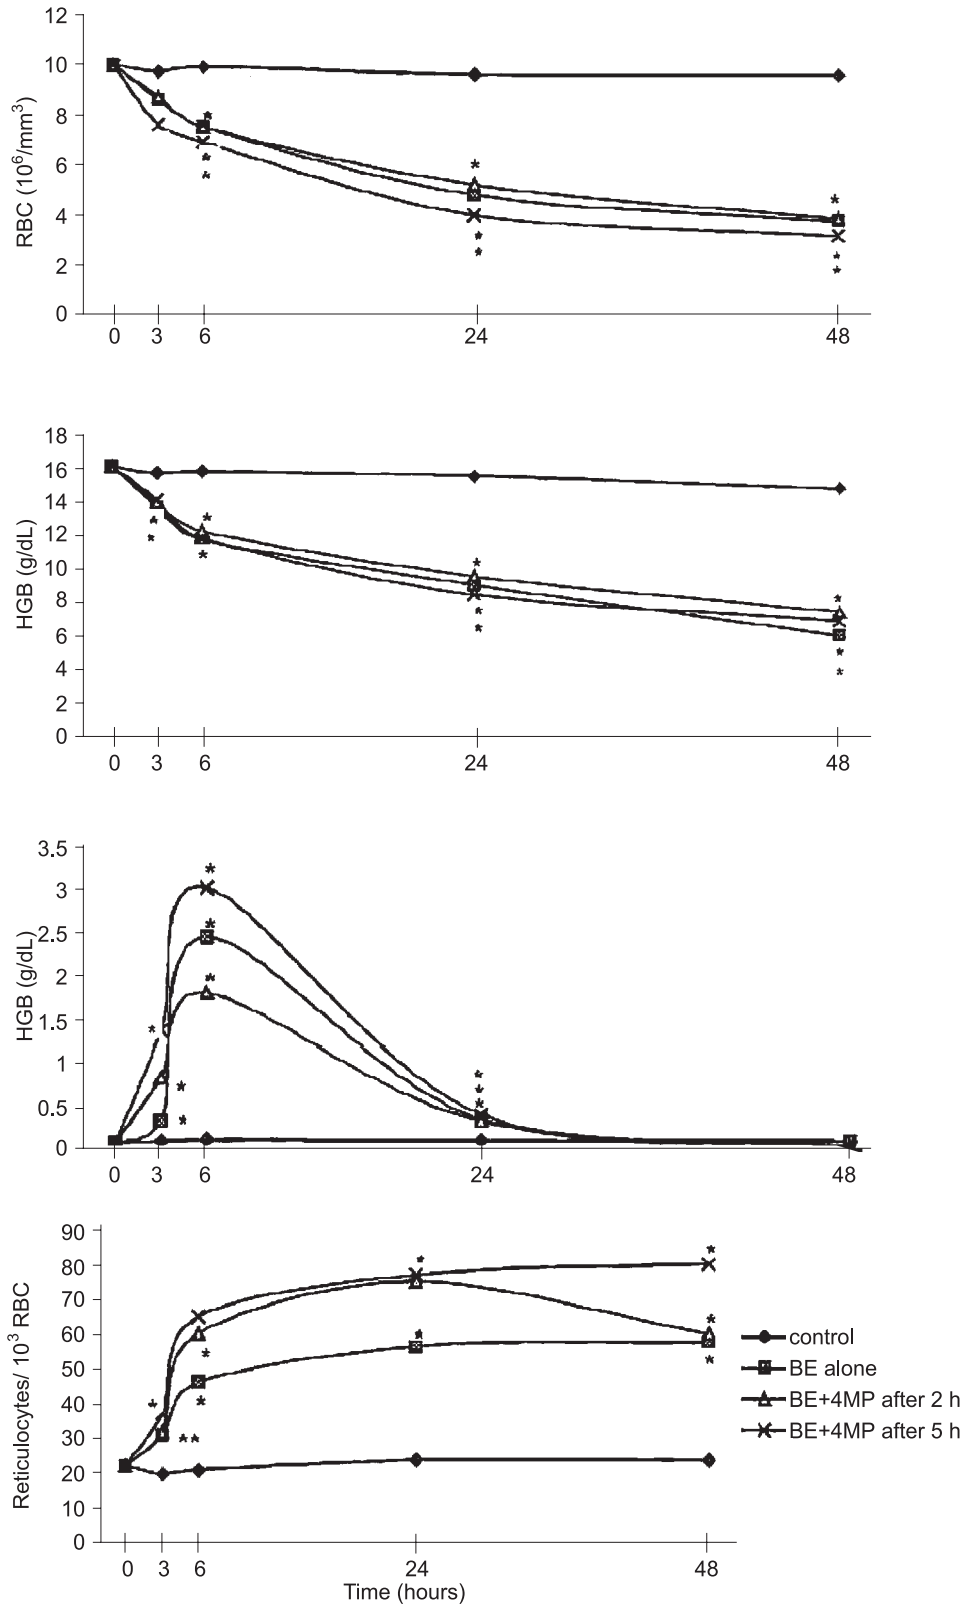 12
10
8
6
4
2
0
RBC (10⁶/mm³)
0 3 6 24 48
18
16
14
12
10
8
6
4
2
0
HGB (g/dL)
0 3 6 24 48
3.5
3
2.5
2
1.5
1
0.5
0
HGB (g/dL)
0 3 6 24 48
90
80
70
60
50
40
30
20
10
0
Reticulocytes/ 10³ RBC
0 3 6 24 48
Time (hours)
control
BE alone
BE+4MP after 2 h
BE+4MP after 5 h